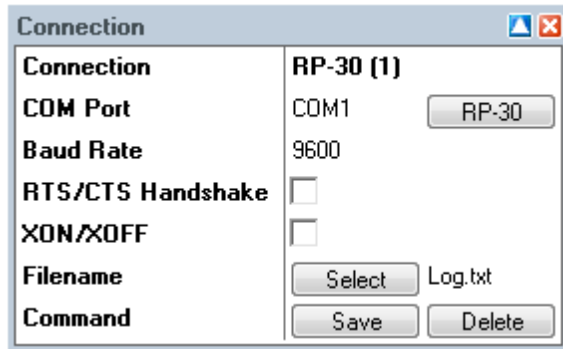 Connection
Connection RP-30 (1)
COM Port COM1 RP-30
Baud Rate 9600
RTS/CTS Handshake
XON/XOFF
Filename Select Log.txt
Command Save Delete